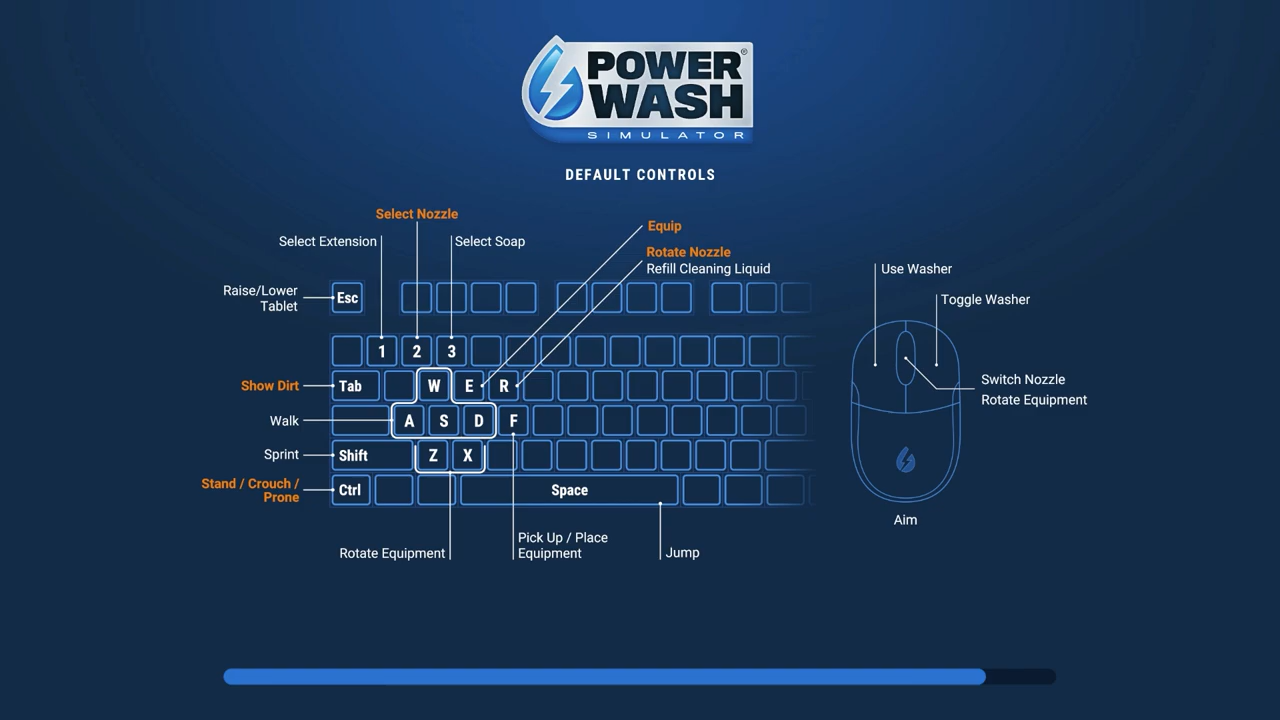 POWER®
WASH
SIMULATOR
DEFAULT CONTROLS
Select Nozzle
Select Extension
Select Soap
Equip
Rotate Nozzle
Refill Cleaning Liquid
Raise/Lower
Tablet
Esc
1 2 3
Show Dirt
Tab W E R
Walk
A S D F
Sprint
Shift Z X
Stand / Crouch /
Prone
Ctrl Space
Rotate Equipment
Pick Up / Place
Equipment
Jump
Use Washer
Toggle Washer
Switch Nozzle
Rotate Equipment
Aim